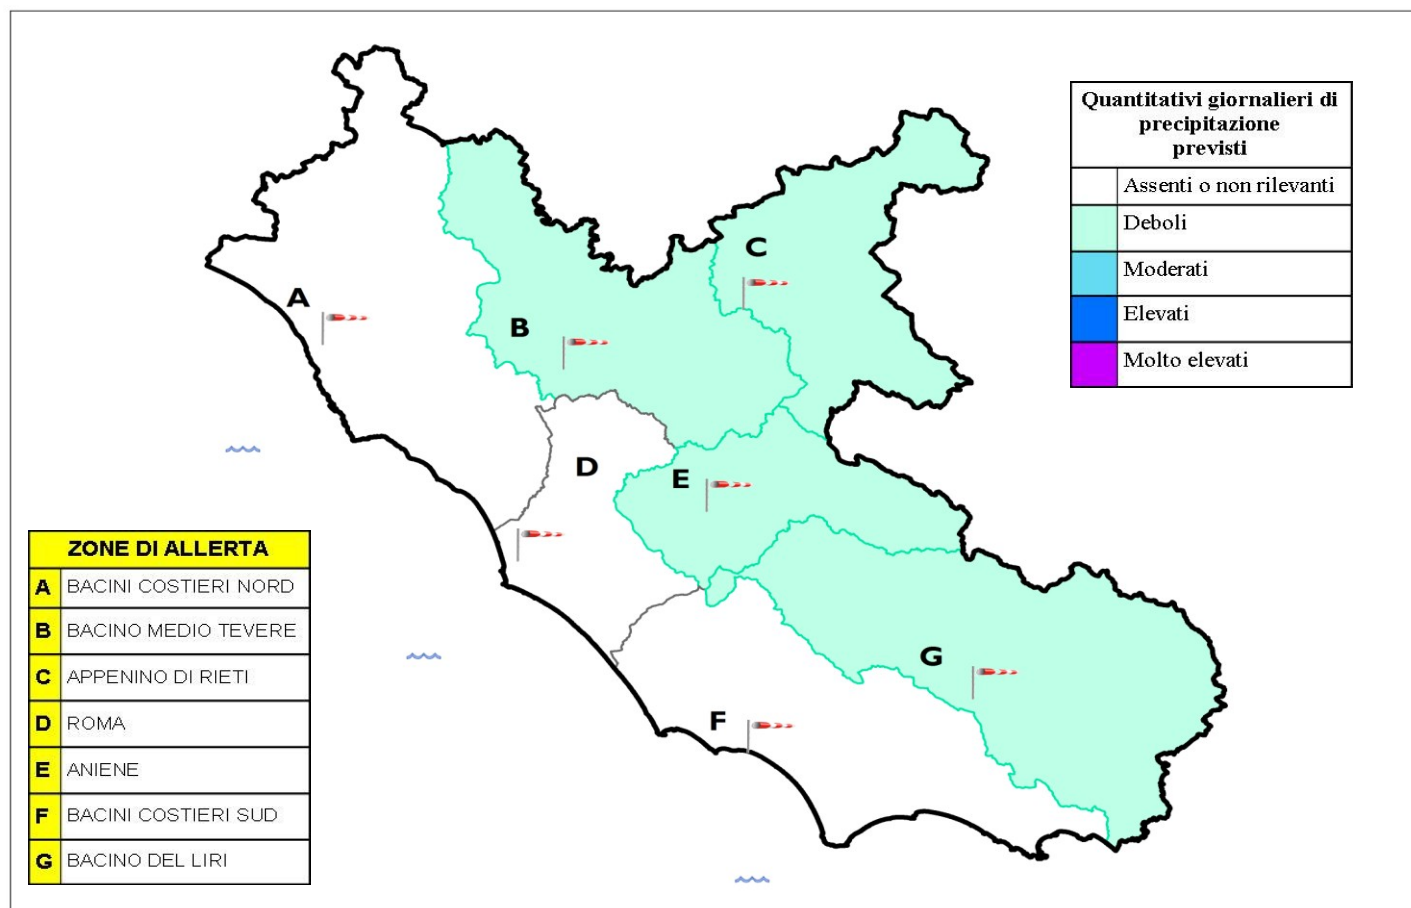 Quantitativi giornalieri di
precipitazione
previsti
Assenti o non rilevanti
Deboli
Moderati
Elevati
Molto elevati
C
A
B
D
E
G
F
ZONE DI ALLERTA
A BACINI COSTIERI NORD
B BACINO MEDIO TEVERE
C APPENINO DI RIETI
D ROMA
E ANIENE
F BACINI COSTIERI SUD
G BACINO DEL LIRI